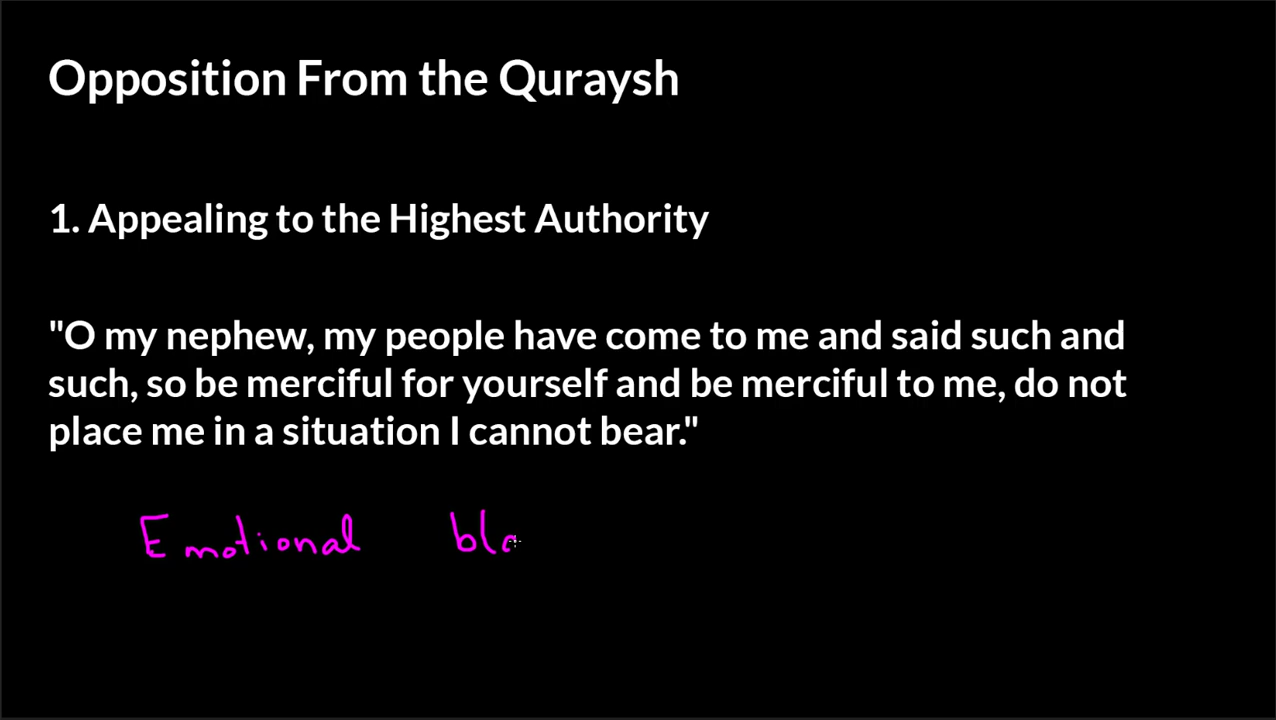 Opposition From the Quraysh
1. Appealing to the Highest Authority
"O my nephew, my people have come to me and said such and
such, so be merciful for yourself and be merciful to me, do not
place me in a situation I cannot bear."
Emotional bla